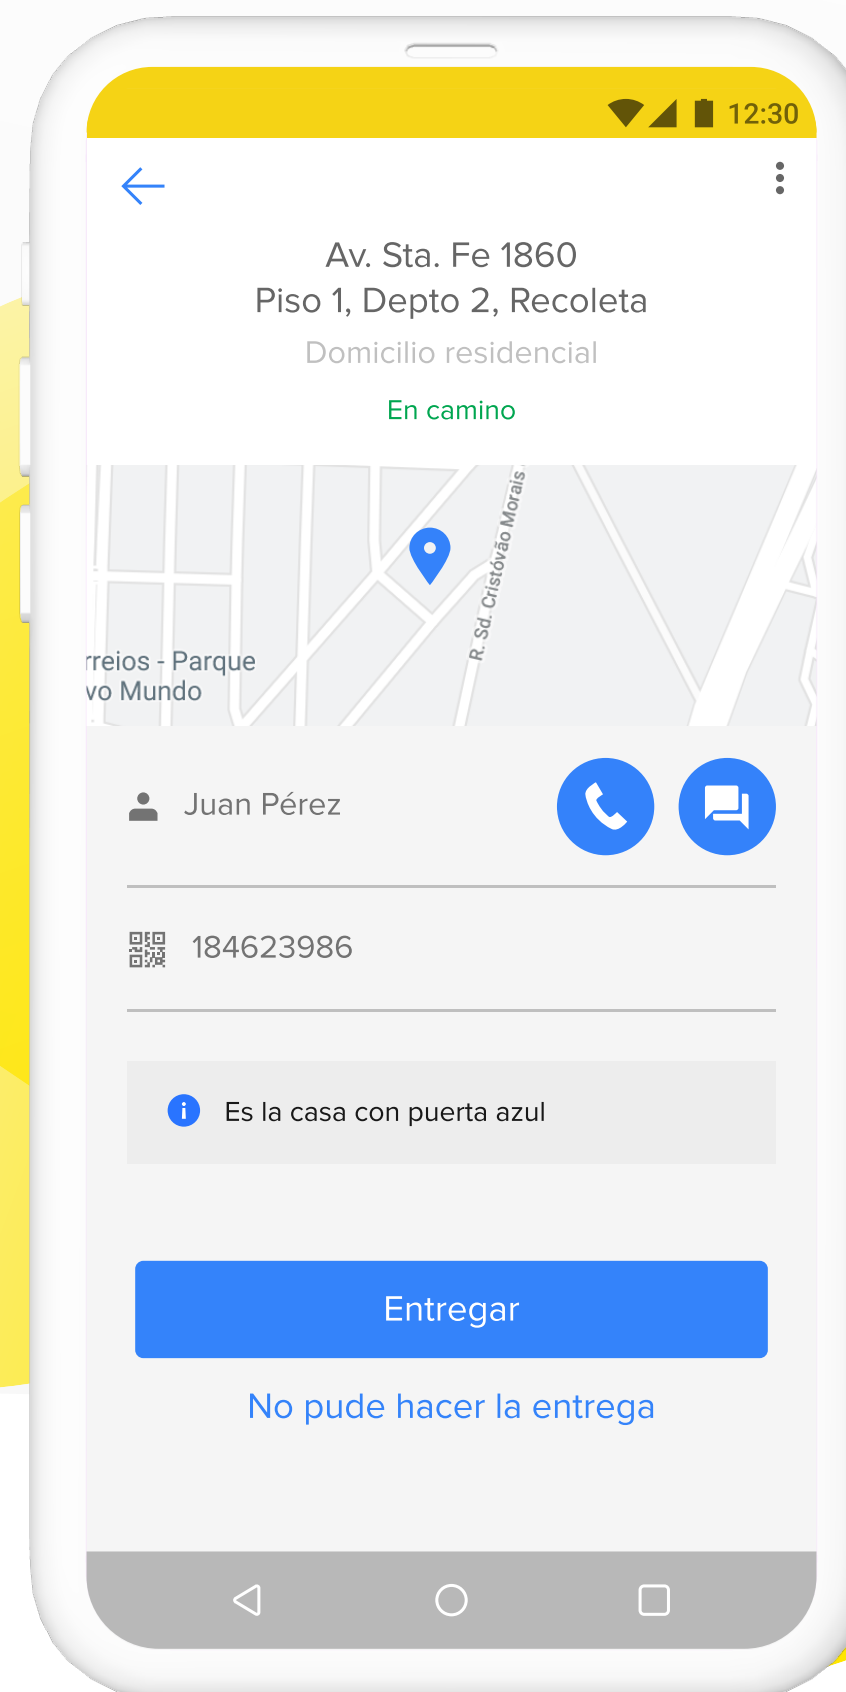 12:30
Av. Sta. Fe 1860
Piso 1, Depto 2, Recoleta
Domicilio residencial
En camino
R. Sd. Cristóvão Morais
rreios - Parque
vo Mundo
Juan Pérez
184623986
Es la casa con puerta azul
Entregar
No pude hacer la entrega